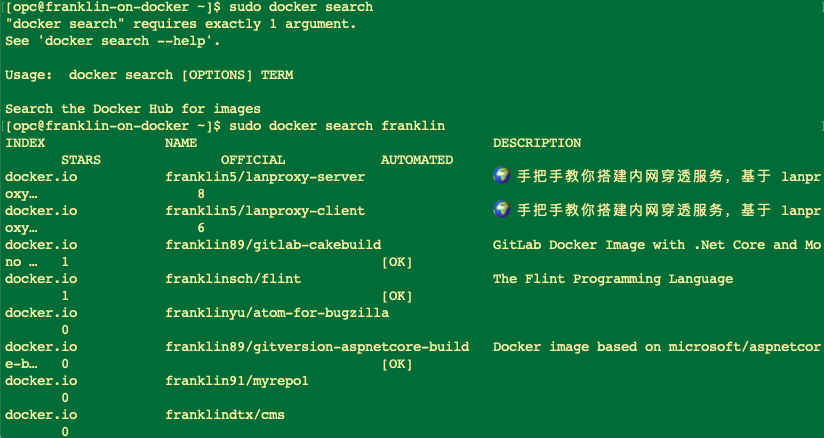 [opc@franklin-on-docker ~]$ sudo docker search
"docker search" requires exactly 1 argument.
See 'docker search --help'.
Usage:  docker search [OPTIONS] TERM
Search the Docker Hub for images
[opc@franklin-on-docker ~]$ sudo docker search franklin
INDEX NAME DESCRIPTION
STARS OFFICIAL AUTOMATED
docker.io franklin5/lanproxy-server 🌍 手把手教你搭建内网穿透服务, 基于 lanpr
oxy… 8
docker.io franklin5/lanproxy-client 🌍 手把手教你搭建内网穿透服务, 基于 lanpr
oxy… 6
docker.io franklin89/gitlab-cakebuild GitLab Docker Image with .Net Core and Mo
no … 1 [OK]
docker.io franklinsch/flint The Flint Programming Language
1 [OK]
docker.io franklinyu/atom-for-bugzilla
0
docker.io franklin89/gitversion-aspnetcore-build Docker image based on microsoft/aspnetcor
e-b… 0 [OK]
docker.io franklin91/myrepo1
0
docker.io franklindtx/cms
0